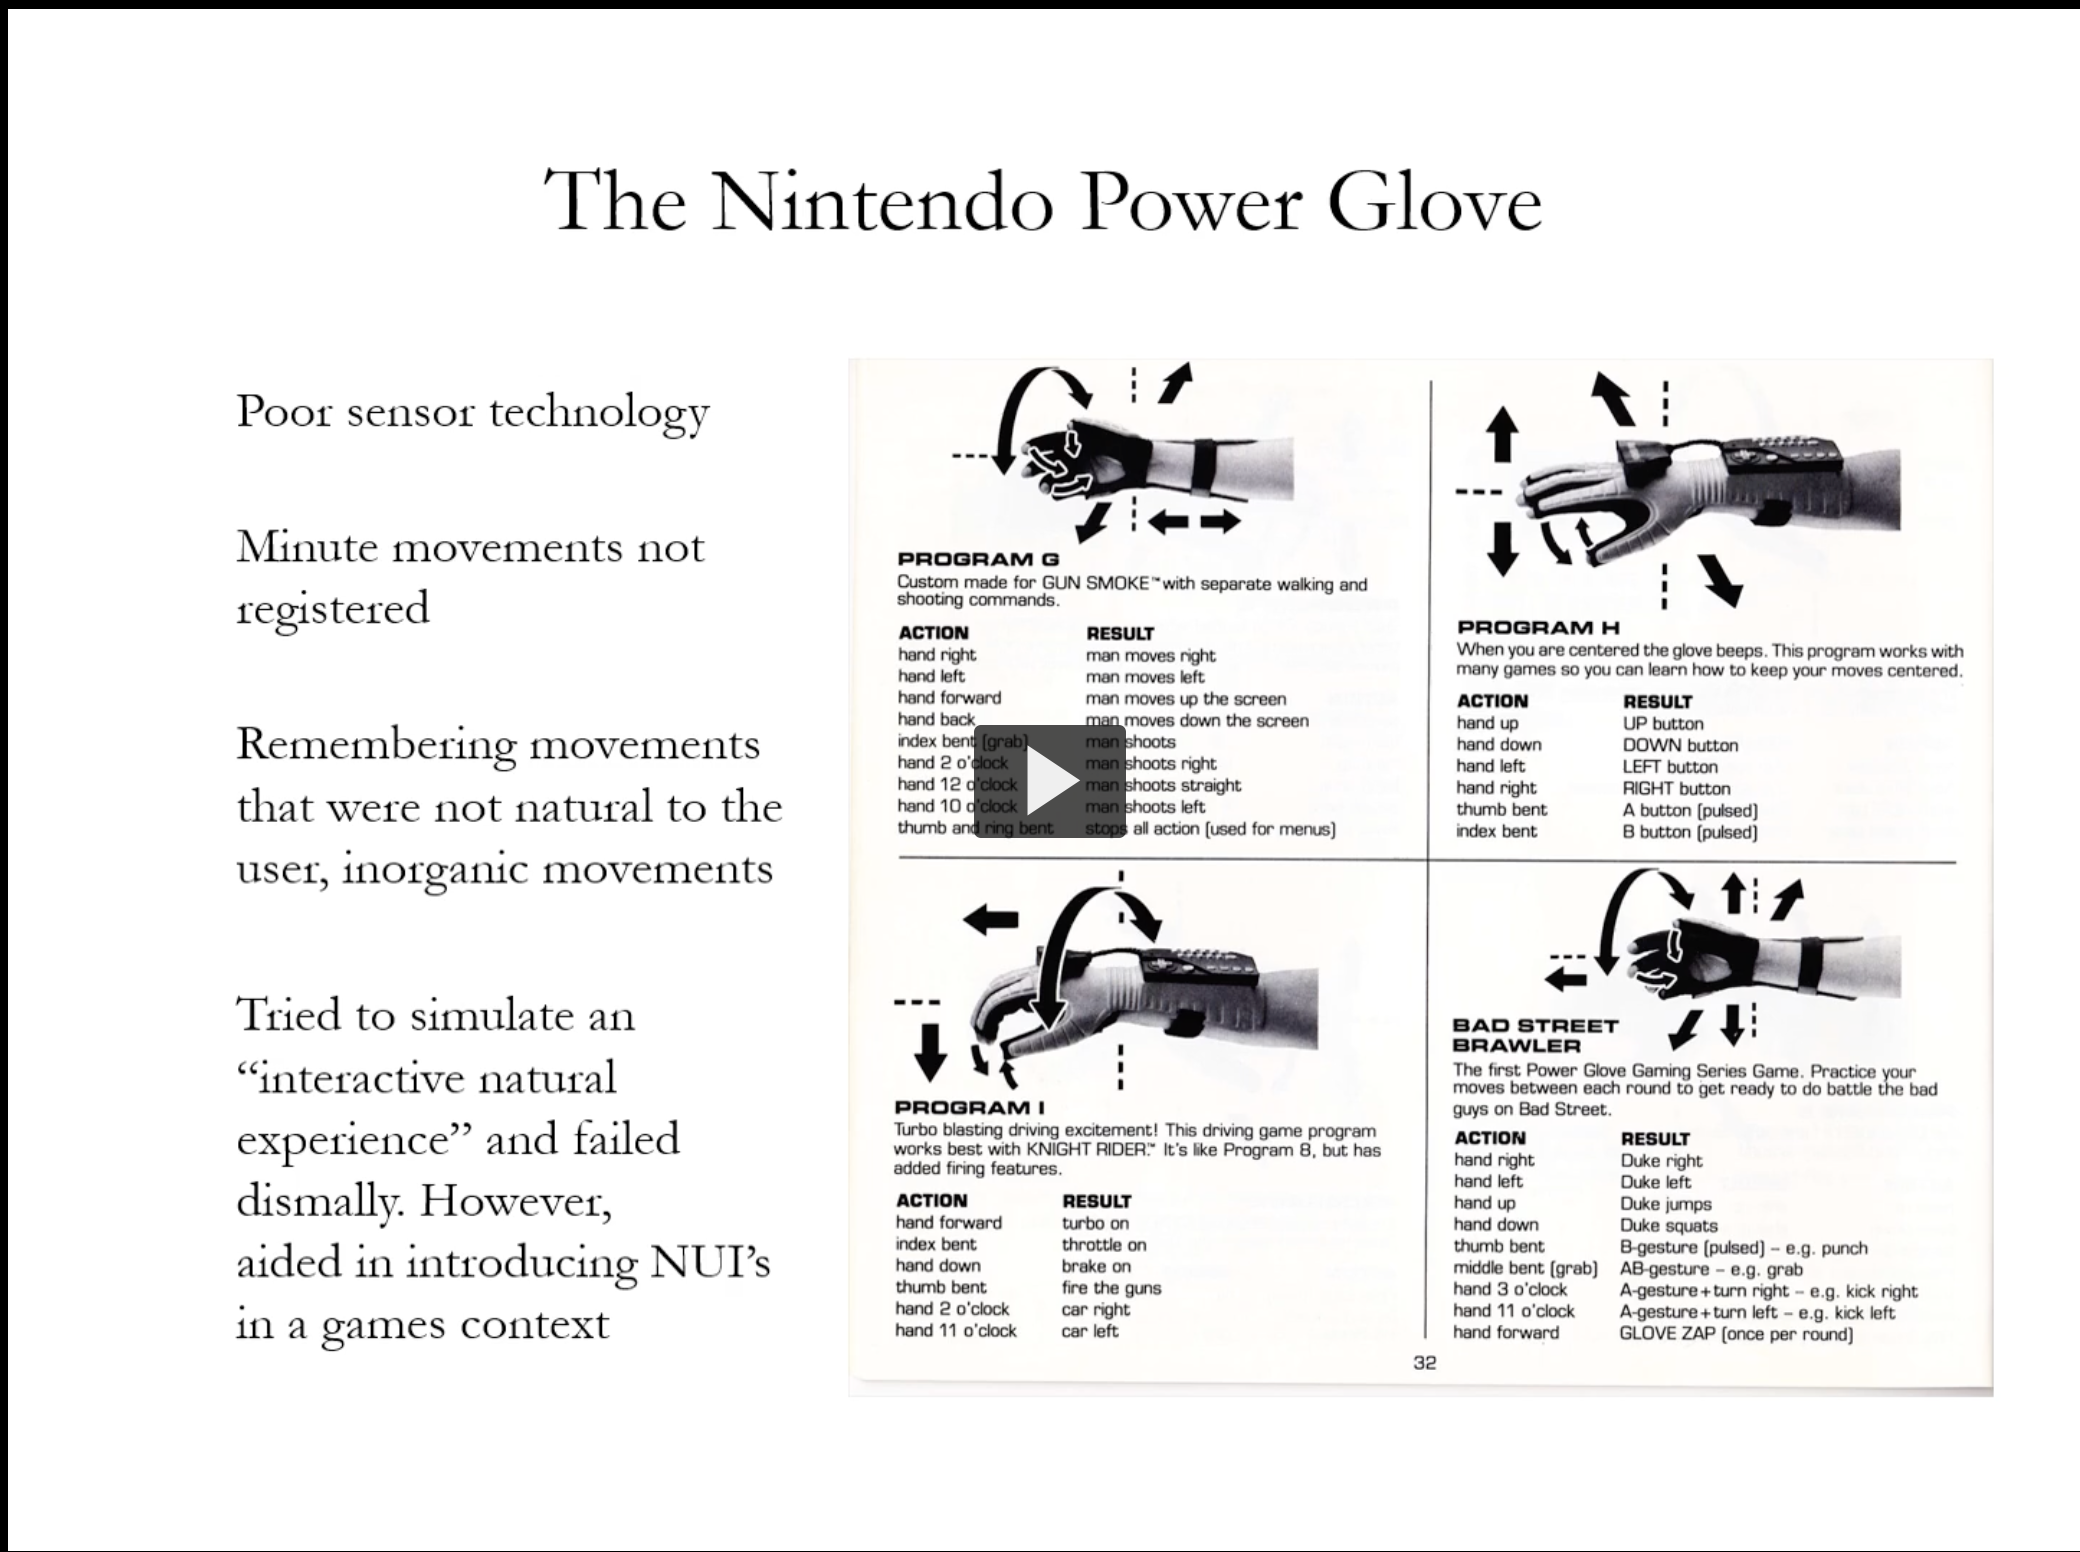 The Nintendo Power Glove
Poor sensor technology
Minute movements not
registered
Remembering movements
that were not natural to the
user, inorganic movements
Tried to simulate an
“interactive natural
experience” and failed
dismally. However,
aided in introducing NUI’s
in a games context
PROGRAM G
Custom made for GUN SMOKE™ with separate walking and
shooting commands.
ACTION RESULT
hand right man moves right
hand left man moves left
hand forward man moves up the screen
hand back man moves down the screen
index bent (grab) man shoots
hand 2 o'clock man shoots right
hand 12 o'clock man shoots straight
hand 10 o'clock man shoots left
thumb and ring bent stops all action (used for menus)
PROGRAM H
When you are centered the glove beeps. This program works with
many games so you can learn how to keep your moves centered.
ACTION RESULT
hand up UP button
hand down DOWN button
hand left LEFT button
hand right RIGHT button
thumb bent A button (pulsed)
index bent B button (pulsed)
PROGRAM I
Turbo blasting driving excitement! This driving game program
works best with KNIGHT RIDER.™ It's like Program 8, but has
added firing features.
ACTION RESULT
hand forward turbo on
index bent throttle on
hand down brake on
thumb bent fire the guns
hand 2 o'clock car right
hand 11 o'clock car left
BAD STREET
BRAWLER
The first Power Glove Gaming Series Game. Practice your
moves between each round to get ready to do battle the bad
guys on Bad Street.
ACTION RESULT
hand right Duke right
hand left Duke left
hand up Duke jumps
hand down Duke squats
thumb bent B-gesture (pulsed) – e.g. punch
middle bent (grab) AB-gesture – e.g. grab
hand 3 o'clock A-gesture+turn right – e.g. kick right
hand 11 o'clock A-gesture+turn left – e.g. kick left
hand forward GLOVE ZAP (once per round)
32